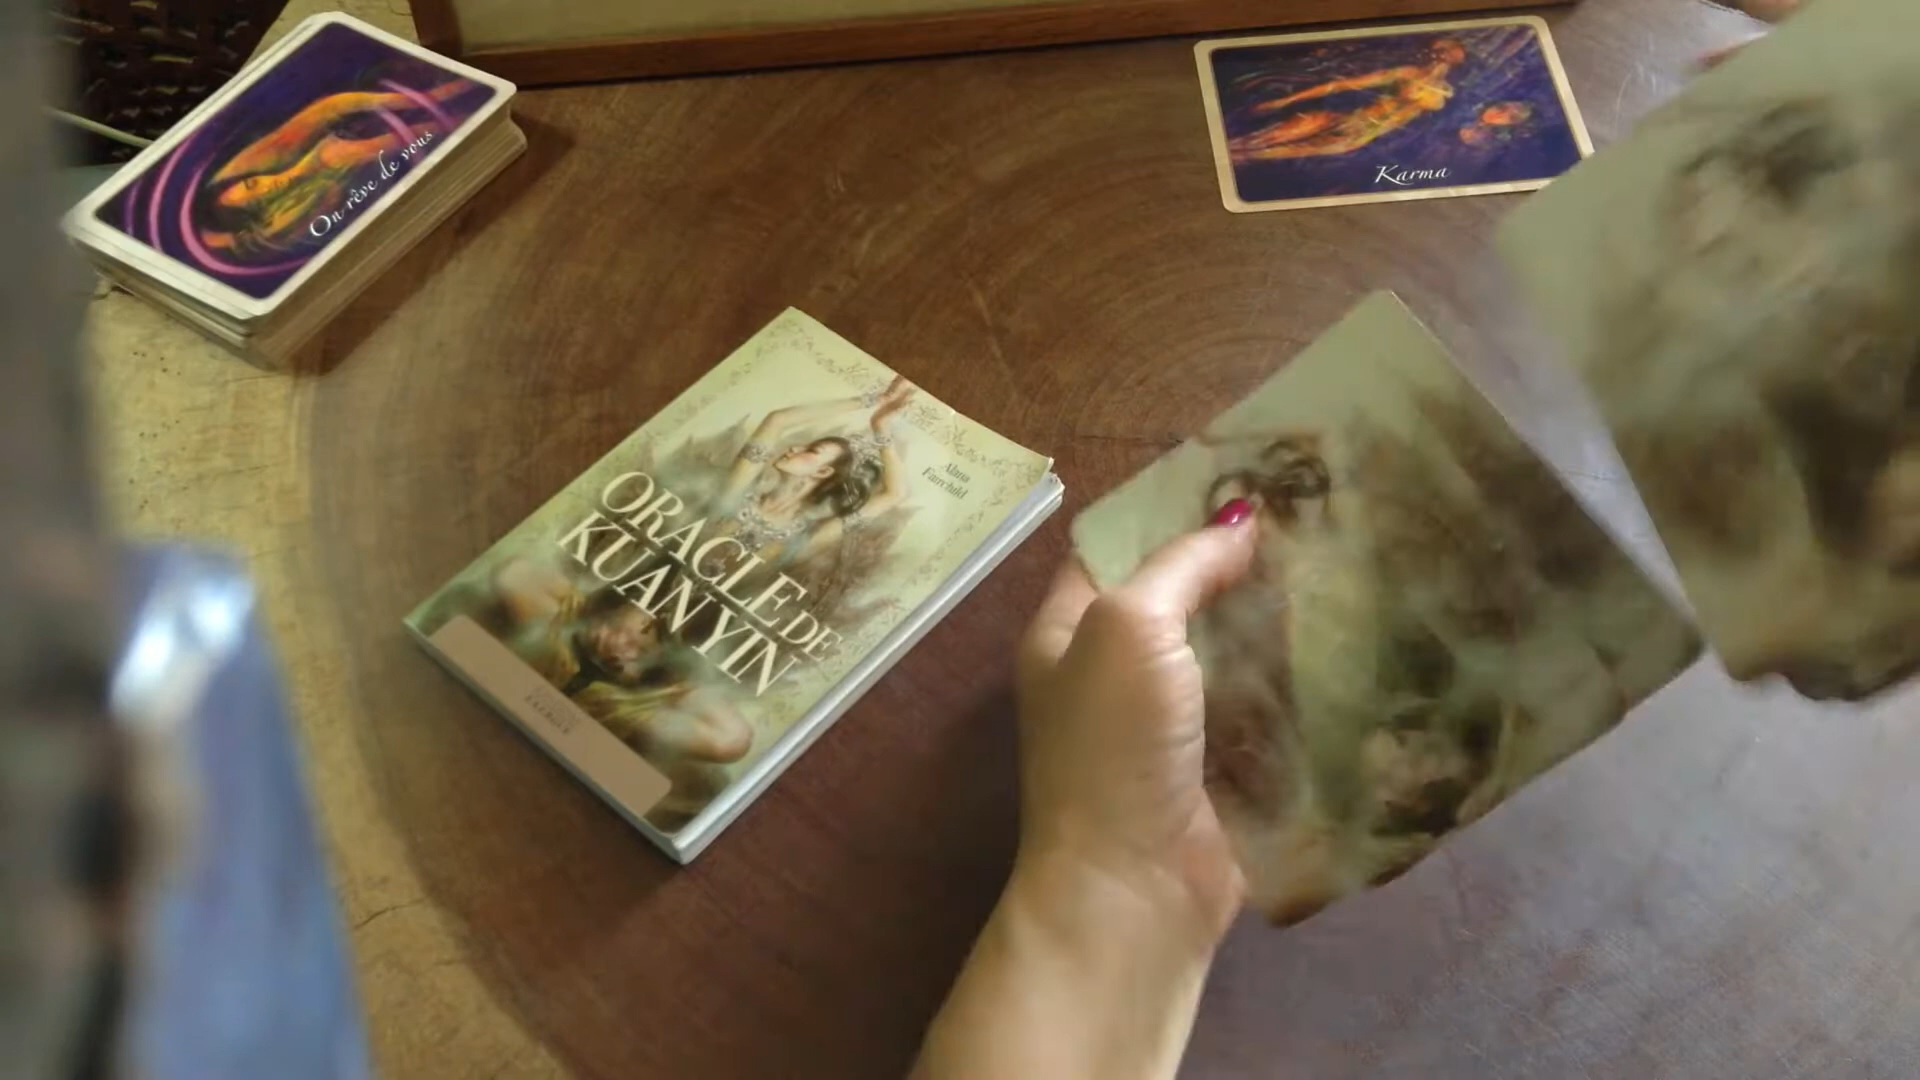 On rêve de vous
Karma
Alana
Fairchild
ORACLE DE
KUAN YIN